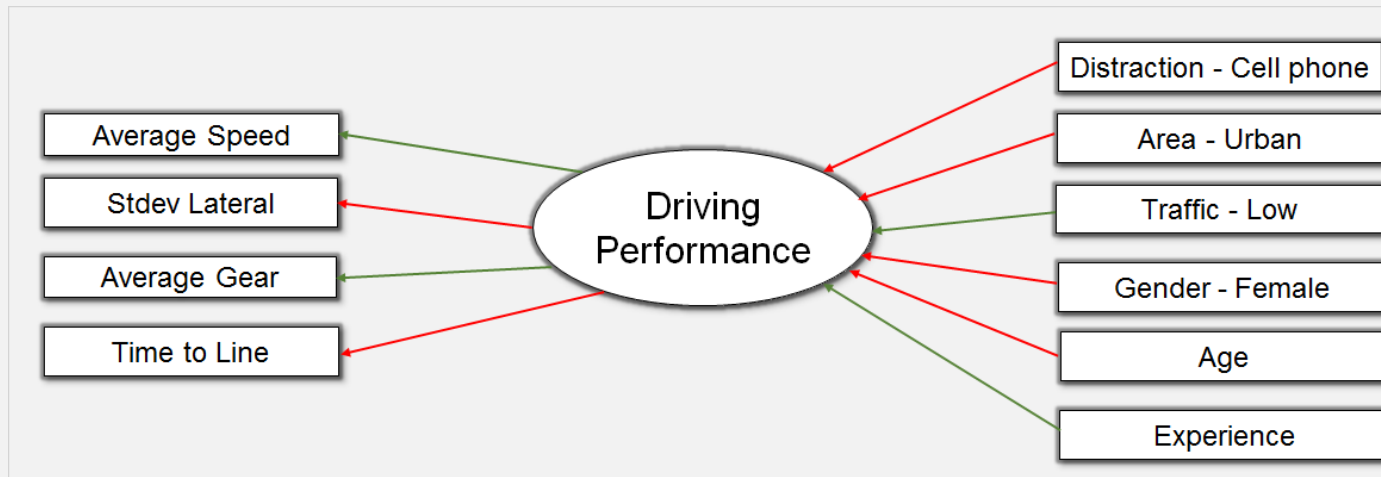 Average Speed
Stdev Lateral
Average Gear
Time to Line
Driving
Performance
Distraction - Cell phone
Area - Urban
Traffic - Low
Gender - Female
Age
Experience